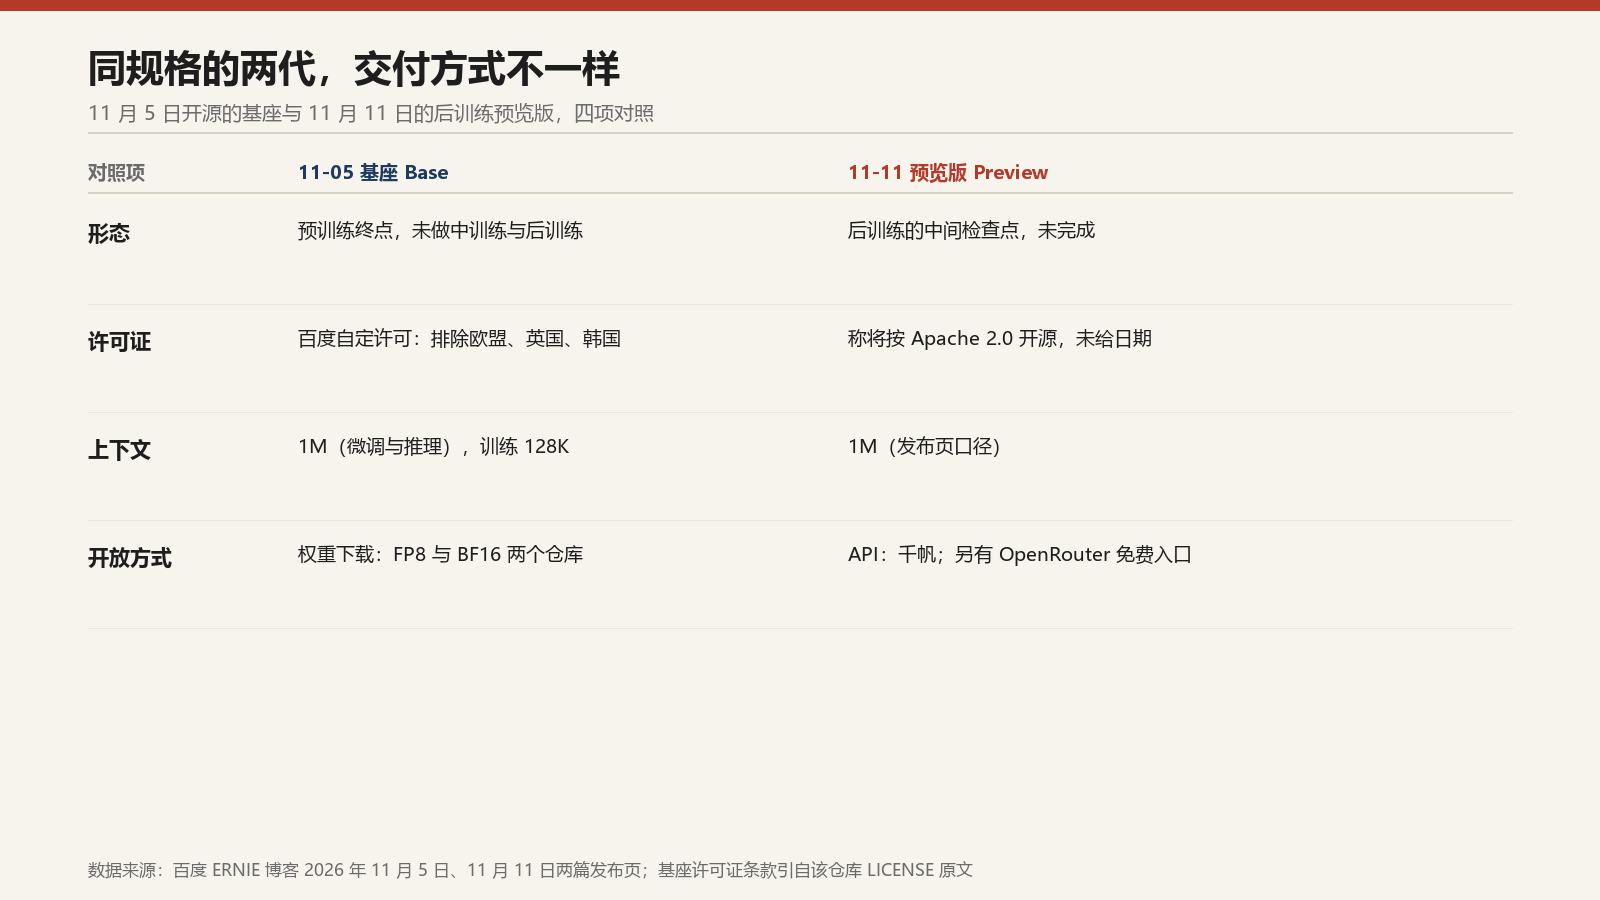 同规格的两代，交付方式不一样
11 月 5 日开源的基座与 11 月 11 日的后训练预览版，四项对照
对照项 11-05 基座 Base 11-11 预览版 Preview
形态 预训练终点，未做中训练与后训练 后训练的中间检查点，未完成
许可证 百度自定许可：排除欧盟、英国、韩国 称将按 Apache 2.0 开源，未给日期
上下文 1M（微调与推理），训练 128K 1M（发布页口径）
开放方式 权重下载：FP8 与 BF16 两个仓库 API：千帆；另有 OpenRouter 免费入口
数据来源：百度 ERNIE 博客 2026 年 11 月 5 日、11 月 11 日两篇发布页；基座许可证条款引自该仓库 LICENSE 原文